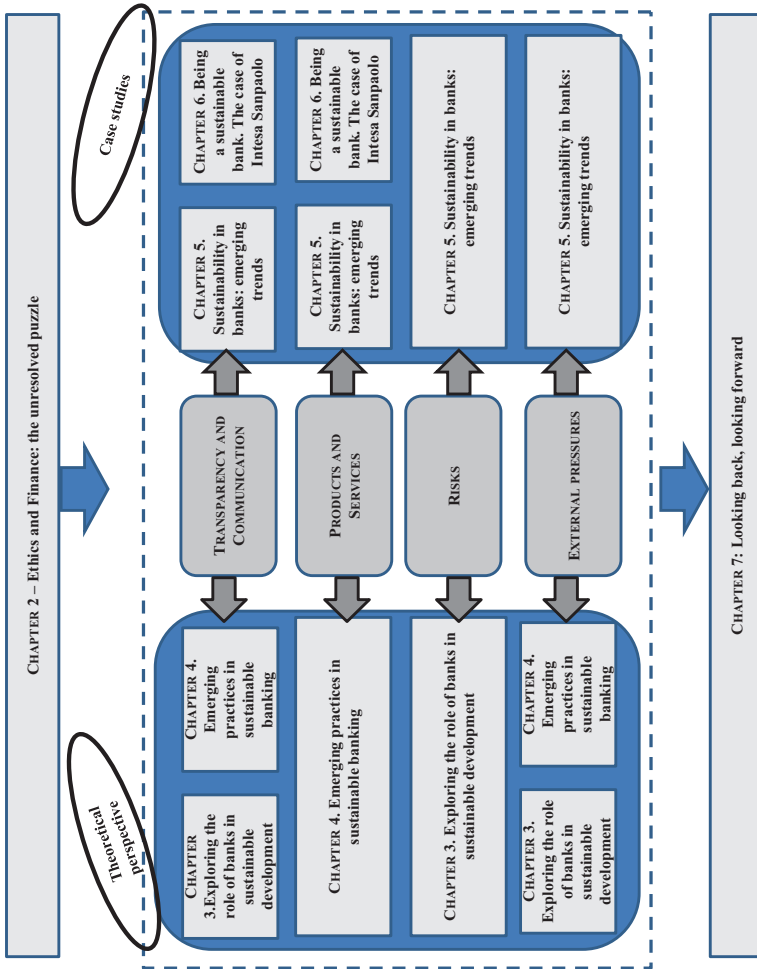 CHAPTER 2 – Ethics and Finance: the unresolved puzzle
Theoretical
perspective
Case studies
CHAPTER
3.Exploring the
role of banks in
sustainable
development
CHAPTER 4.
Emerging
practices in
sustainable
banking
TRANSPARENCY AND
COMMUNICATION
CHAPTER 5.
Sustainability in
banks: emerging
trends
CHAPTER 6. Being
a sustainable
bank. The case of
Intesa Sanpaolo
CHAPTER 4. Emerging practices in
sustainable banking
PRODUCTS AND
SERVICES
CHAPTER 5.
Sustainability in
banks: emerging
trends
CHAPTER 6. Being
a sustainable
bank. The case of
Intesa Sanpaolo
CHAPTER 3. Exploring the role of banks in
sustainable development
RISKS
CHAPTER 5. Sustainability in banks:
emerging trends
CHAPTER 3.
Exploring the role
of banks in
sustainable
development
CHAPTER 4.
Emerging
practices in
sustainable
banking
EXTERNAL PRESSURES
CHAPTER 5. Sustainability in banks:
emerging trends
CHAPTER 7: Looking back, looking forward